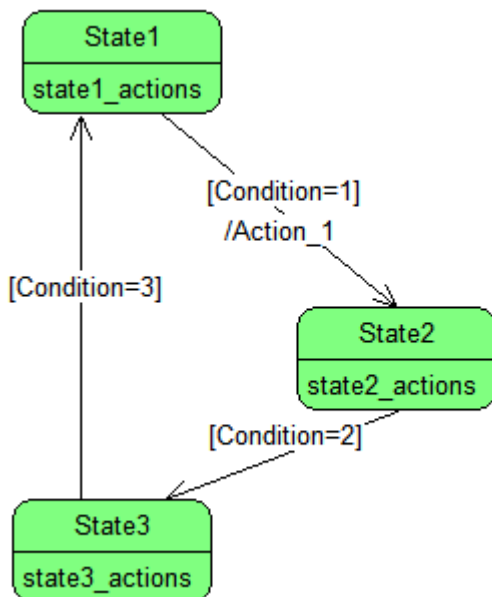 State1
state1_actions
[Condition=1]
/Action_1
[Condition=3]
State2
state2_actions
[Condition=2]
State3
state3_actions